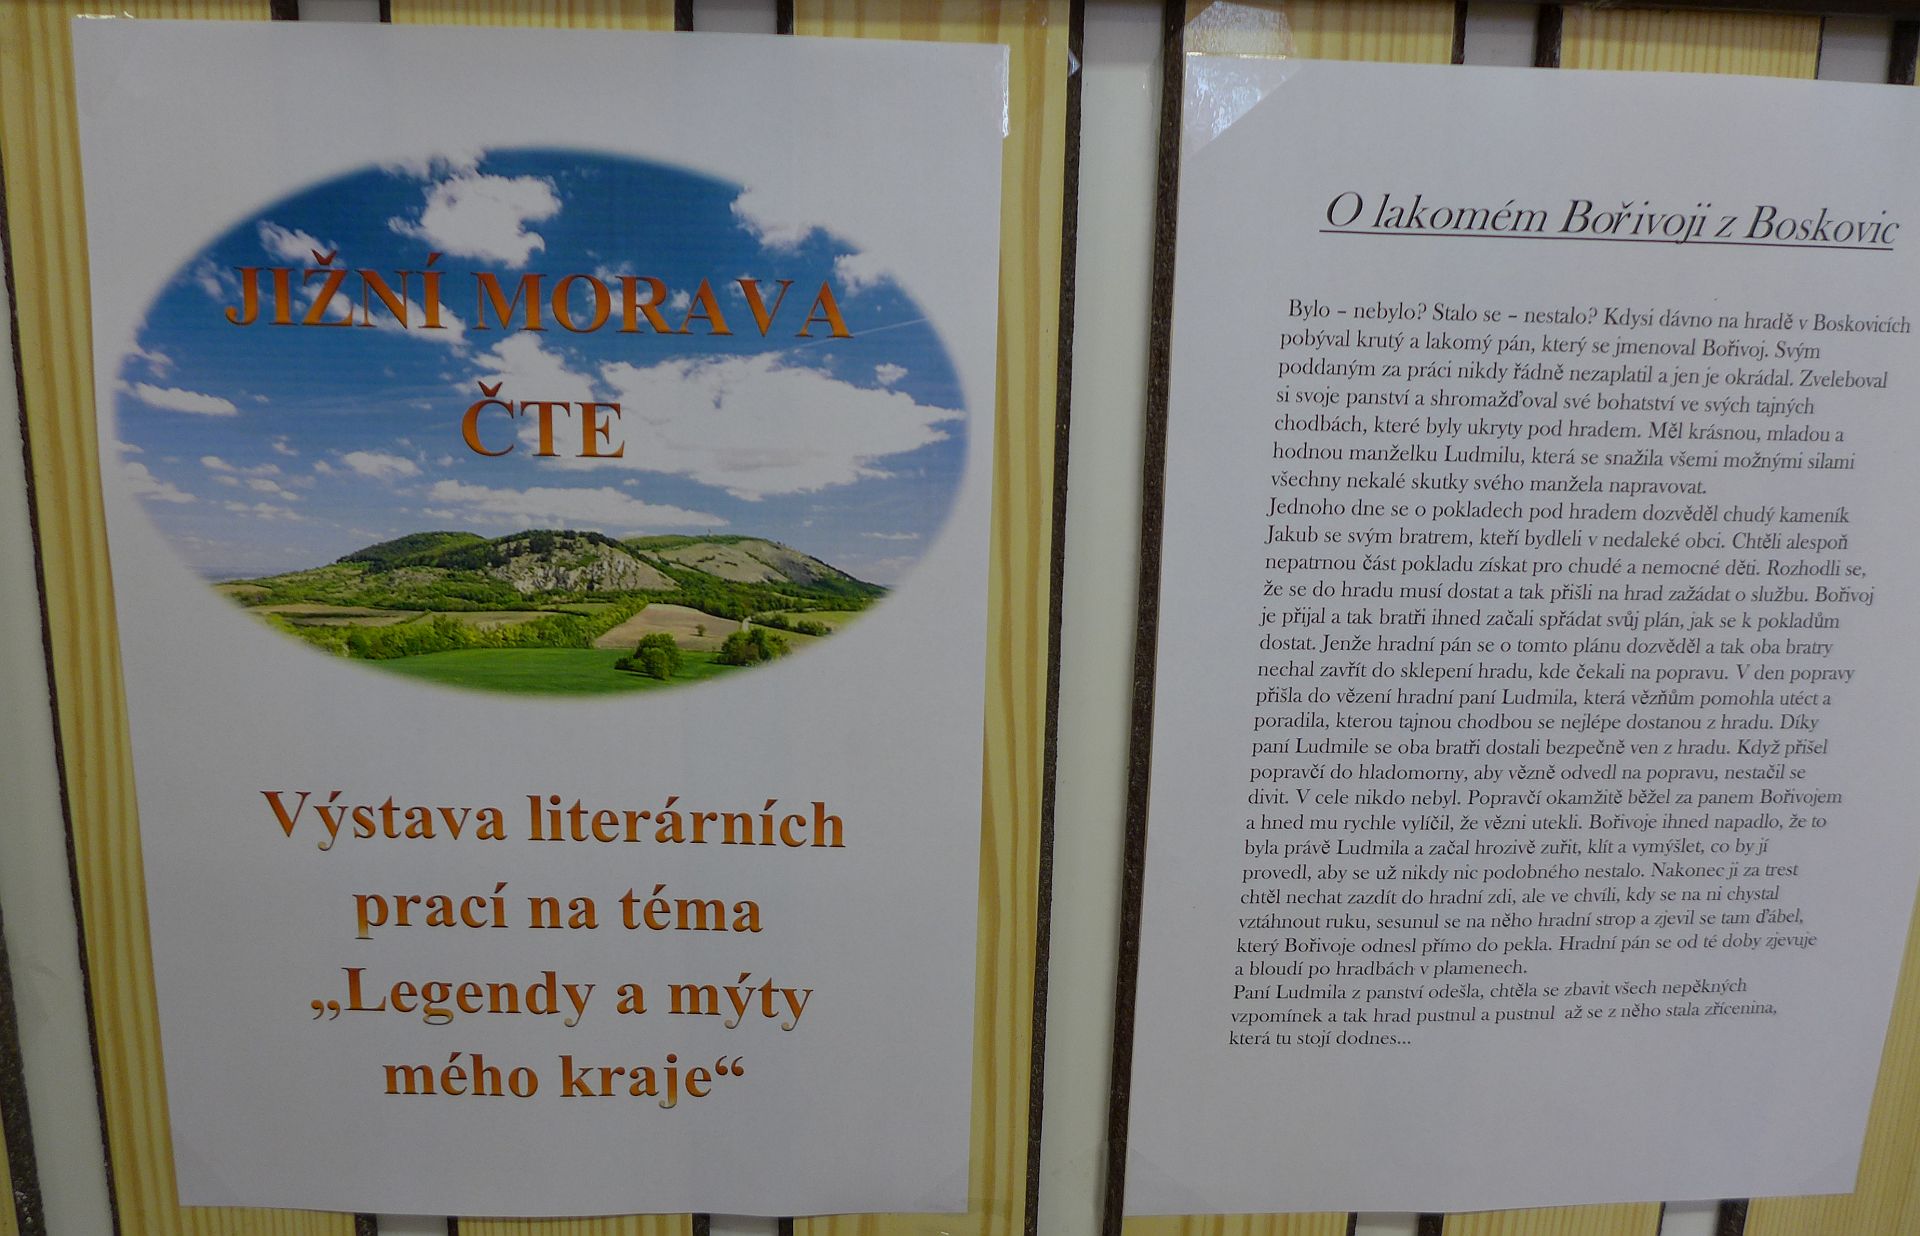 JIŽNÍ MORAVA
ČTE
Výstava literárních
prací na téma
„Legendy a mýty
mého kraje“
O lakomém Bořivoji z Boskovic
Bylo – nebylo? Stalo se – nestalo? Kdysi dávno na hradě v Boskovicích
pobýval krutý a lakomý pán, který se jmenoval Bořivoj. Svým
poddaným za práci nikdy řádně nezaplatil a jen je okrádal. Zveleboval
si svoje panství a shromažďoval své bohatství ve svých tajných
chodbách, které byly ukryty pod hradem. Měl krásnou, mladou a
hodnou manželku Ludmilu, která se snažila všemi možnými silami
všechny nekalé skutky svého manžela napravovat.
Jednoho dne se o pokladech pod hradem dozvěděl chudý kameník
Jakub se svým bratrem, kteří bydleli v nedaleké obci. Chtěli alespoň
nepatrnou část pokladu získat pro chudé a nemocné děti. Rozhodli se,
že se do hradu musí dostat a tak přišli na hrad zažádat o službu. Bořivoj
je přijal a tak bratři ihned začali spřádat svůj plán, jak se k pokladům
dostat. Jenže hradní pán se o tomto plánu dozvěděl a tak oba bratry
nechal zavřít do sklepení hradu, kde čekali na popravu. V den popravy
přišla do vězení hradní paní Ludmila, která vězňům pomohla utéct a
poradila, kterou tajnou chodbou se nejlépe dostanou z hradu. Díky
paní Ludmile se oba bratři dostali bezpečně ven z hradu. Když přišel
popravčí do hladomorny, aby vězně odvedl na popravu, nestačil se
divit. V cele nikdo nebyl. Popravčí okamžitě běžel za panem Bořivojem
a hned mu rychle vylíčil, že vězni utekli. Bořivoje ihned napadlo, že to
byla právě Ludmila a začal hrozivě zuřit, klít a vymýšlet, co by jí
provedl, aby se už nikdy nic podobného nestalo. Nakonec ji za trest
chtěl nechat zazdít do hradní zdi, ale ve chvíli, kdy se na ni chystal
vztáhnout ruku, sesunul se na něho hradní strop a zjevil se tam ďábel,
který Bořivoje odnesl přímo do pekla. Hradní pán se od té doby zjevuje
a bloudí po hradbách v plamenech.
Paní Ludmila z panství odešla, chtěla se zbavit všech nepěkných
vzpomínek a tak hrad pustnul a pustnul až se z něho stala zřícenina,
která tu stojí dodnes...